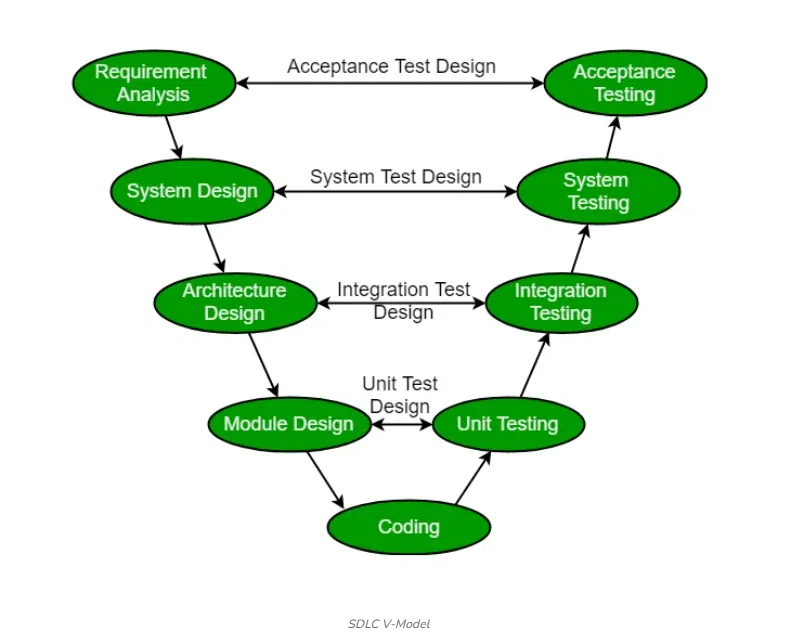 Requirement
Analysis
Acceptance Test Design
Acceptance
Testing
System Design
System Test Design
System
Testing
Architecture
Design
Integration Test
Design
Integration
Testing
Module Design
Unit Test
Design
Unit Testing
Coding
SDLC V-Model